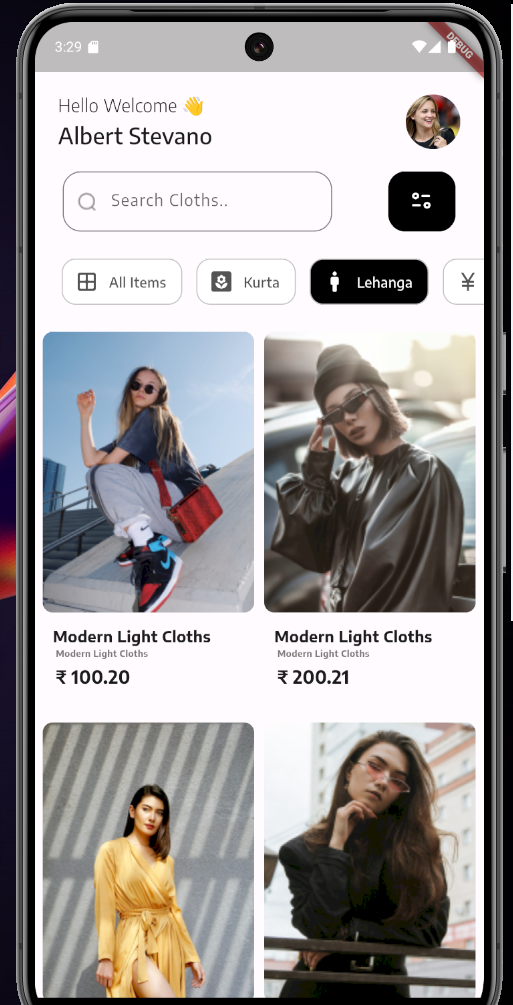 3:29
DEBUG
Hello Welcome 👋
Albert Stevano
Search Cloths..
All Items
Kurta
Lehanga
Modern Light Cloths
Modern Light Cloths
₹ 100.20
Modern Light Cloths
Modern Light Cloths
₹ 200.21